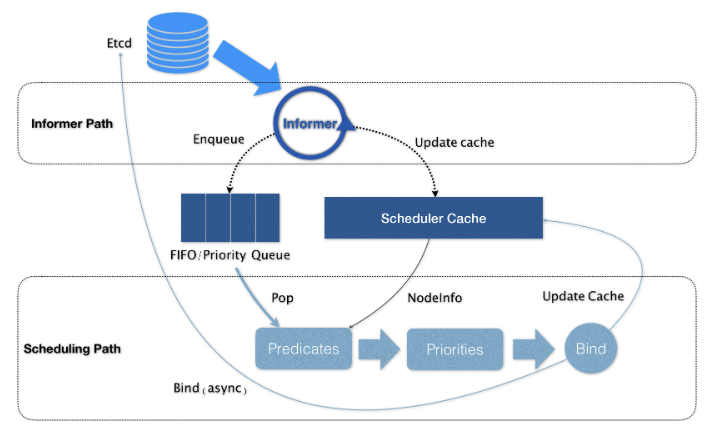 Etcd
Informer Path
Informer
Enqueue
Update cache
Scheduler Cache
FIFO/Priority Queue
Pop
NodeInfo
Update Cache
Scheduling Path
Predicates
Priorities
Bind
Bind (async)